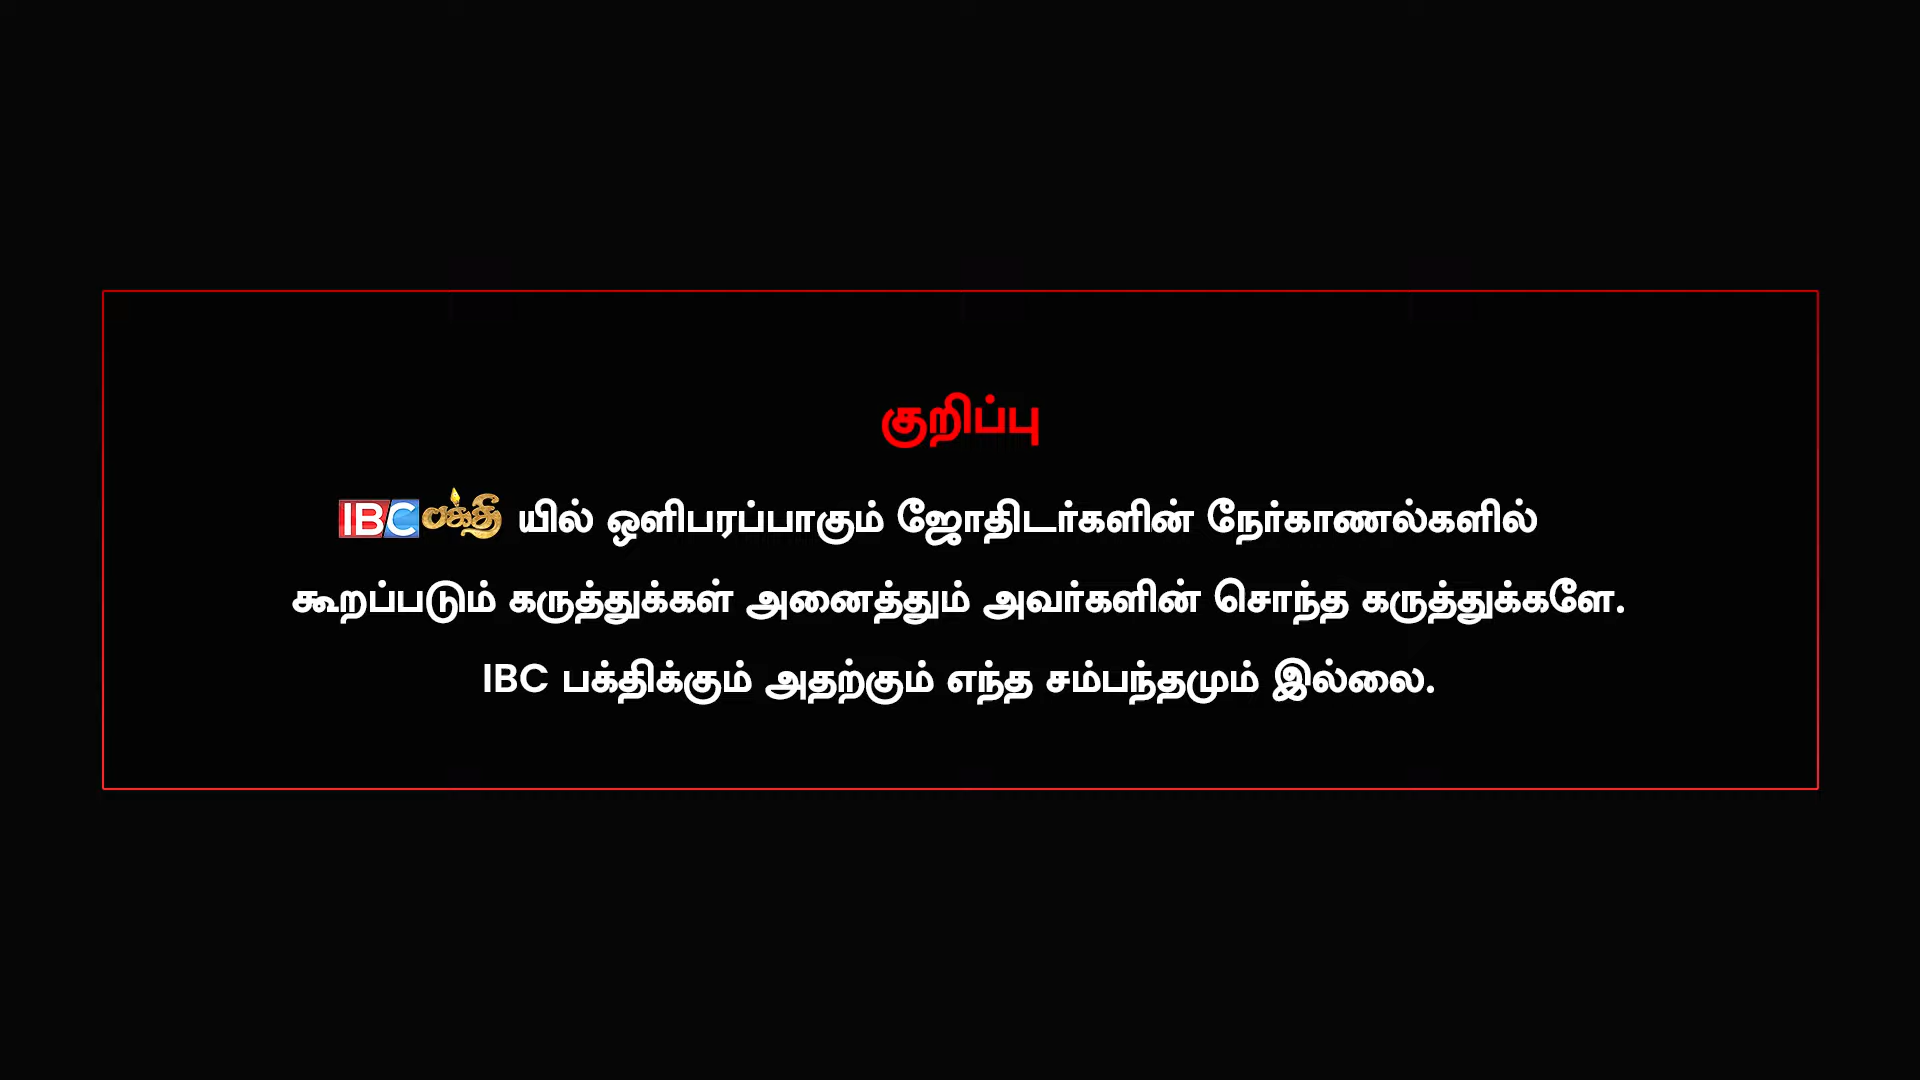 குறிப்பு
IBC பக்தி யில் ஒளிபரப்பாகும் ஜோதிடர்களின் நேர்காணல்களில்
கூறப்படும் கருத்துக்கள் அனைத்தும் அவர்களின் சொந்த கருத்துக்களே.
IBC பக்திக்கும் அதற்கும் எந்த சம்பந்தமும் இல்லை.